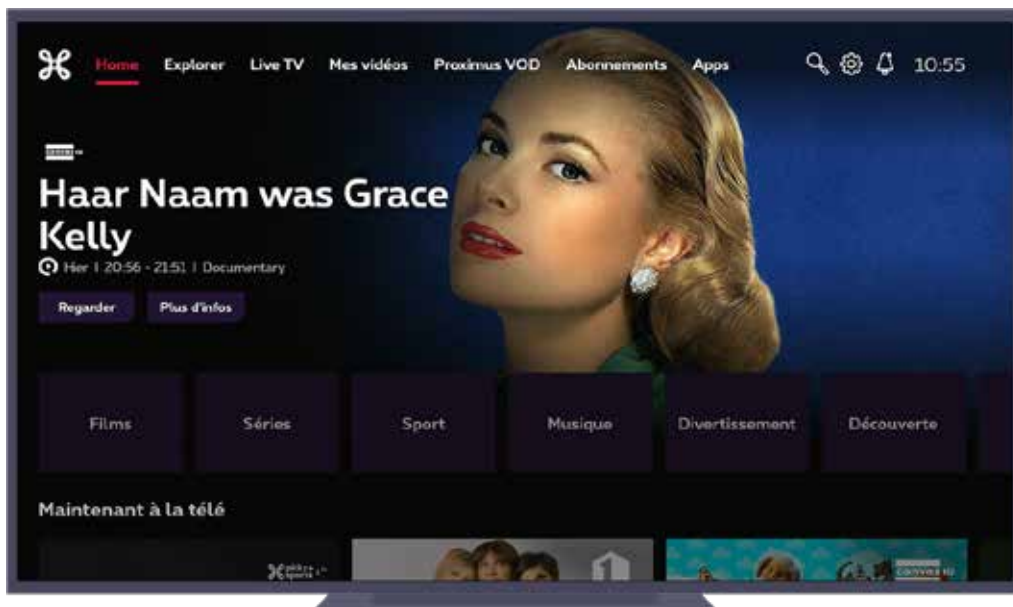 Home Explorer Live TV Mes vidéos Proximus VOD Abonnements Apps 10:55
Haar Naam was Grace
Kelly
Hier | 20:56 - 21:51 | Documentary
Regarder Plus d'infos
Films Séries Sport Musique Divertissement Découverte
Maintenant à la télé
1